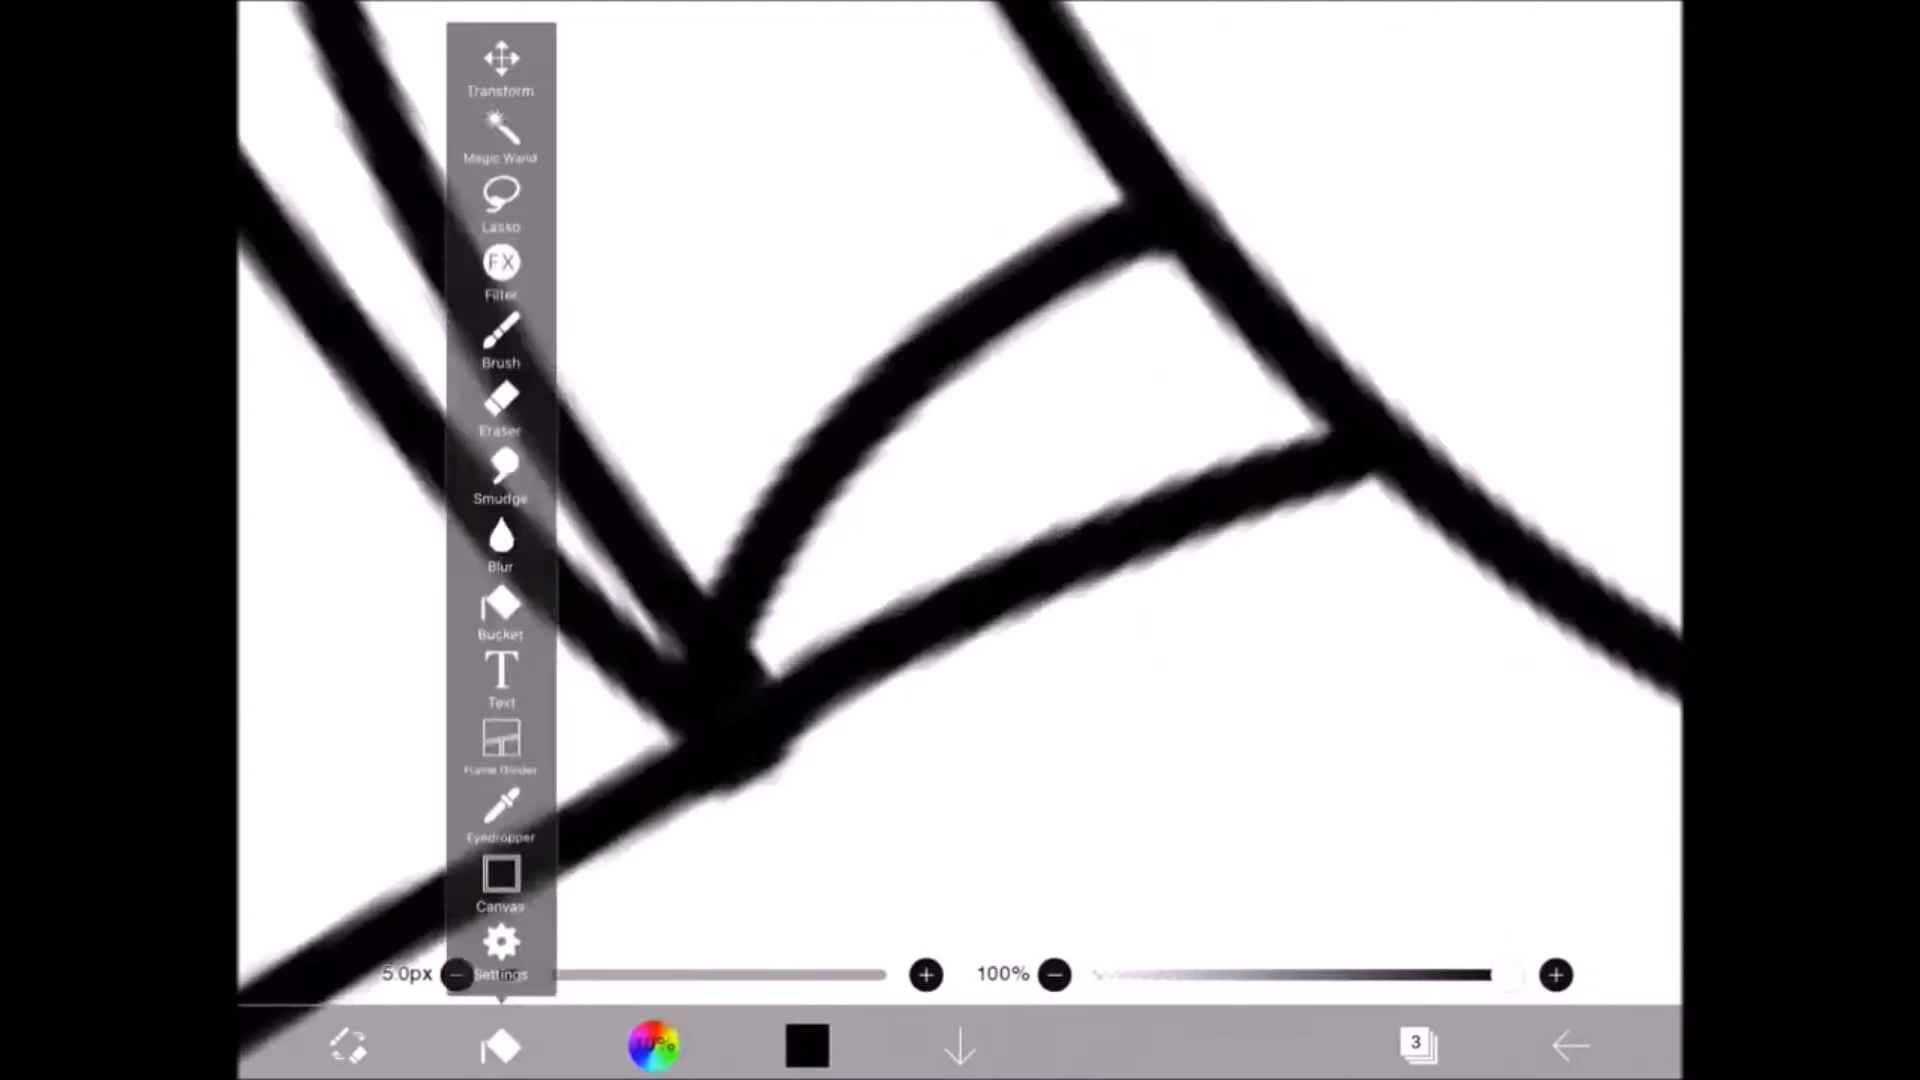 Transform
Magic Wand
Lasso
FX
Filter
Brush
Eraser
Smudge
Blur
Bucket
T
Text
Frame Divider
Eyedropper
Canvas
Settings
5.0px
100%
3